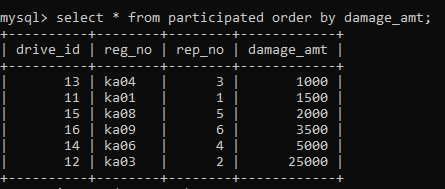 mysql> select * from participated order by damage_amt;
+----------+--------+--------+------------+
| drive_id | reg_no | rep_no | damage_amt |
+----------+--------+--------+------------+
|       13 | ka04   |      3 |       1000 |
|       11 | ka01   |      1 |       1500 |
|       15 | ka08   |      5 |       2000 |
|       16 | ka09   |      6 |       3500 |
|       14 | ka06   |      4 |       5000 |
|       12 | ka03   |      2 |      25000 |
+----------+--------+--------+------------+